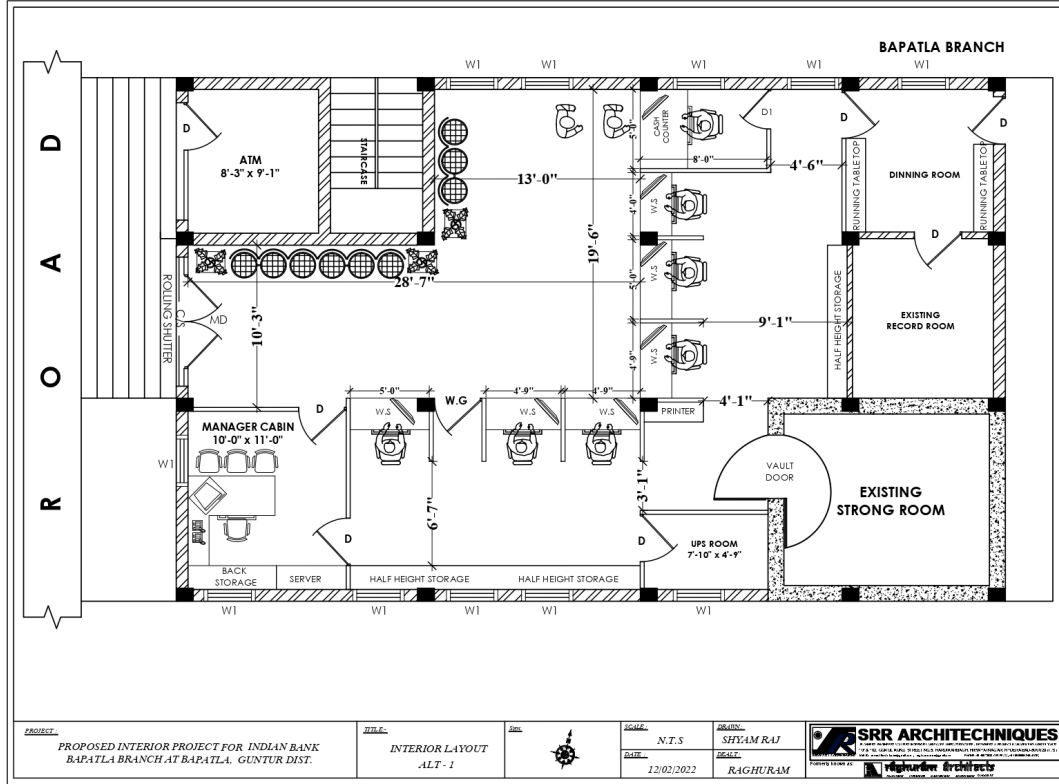 BAPATLA BRANCH
W1
W1
W1
W1
W1
ROAD
D
ATM
8'-3" x 9'-1"
STAIRCASE
13'-0"
19'-6"
5'-0"
CASH
COUNTER
8'-0"
D1
4'-6"
D
D
RUNNING TABLE TOP
DINNING ROOM
RUNNING TABLE TOP
4'-0"
W.S
D
28'-7"
ROLLING SHUTTER
C.S
MD
10'-3"
5'-0"
W.S
9'-1"
HALF HEIGHT STORAGE
EXISTING
RECORD ROOM
4'-9"
W.S
5'-0"
4'-9"
4'-9"
W.G
D
W.S
W.S
W.S
PRINTER
4'-1"
MANAGER CABIN
10'-0" x 11'-0"
W1
VAULT
DOOR
3'-1"
6'-7"
EXISTING
STRONG ROOM
D
D
UPS ROOM
7'-10" x 4'-9"
BACK
STORAGE
SERVER
HALF HEIGHT STORAGE
HALF HEIGHT STORAGE
W1
W1
W1
W1
W1
PROJECT :
PROPOSED INTERIOR PROJECT FOR INDIAN BANK
BAPATLA BRANCH AT BAPATLA, GUNTUR DIST.
TITLE:-
INTERIOR LAYOUT
ALT - 1
SCALE:-
N.T.S
DATE :
12/02/2022
DRAWN:-
SHYAM RAJ
DEALT:
RAGHURAM
SRR ARCHITECHNIQUES
Formerly known as:
raghuram architects